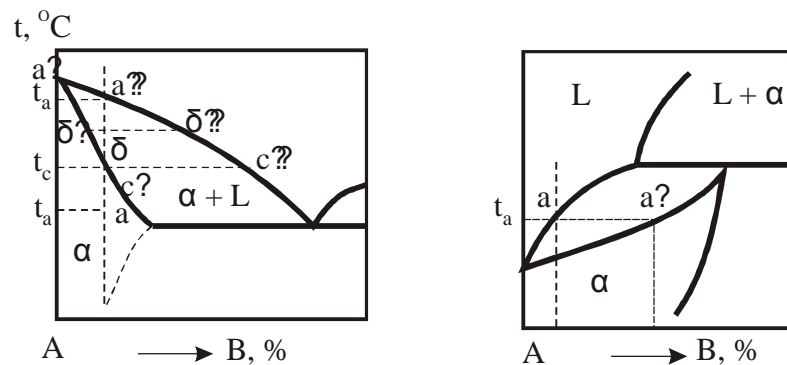 t, °C
a?
a???
t_a
δ?
δ???
δ
t_c
c???
c?
α + L
t_a
a
α
A
B, %
L
L + α
a
a?
t_a
α
A
B, %